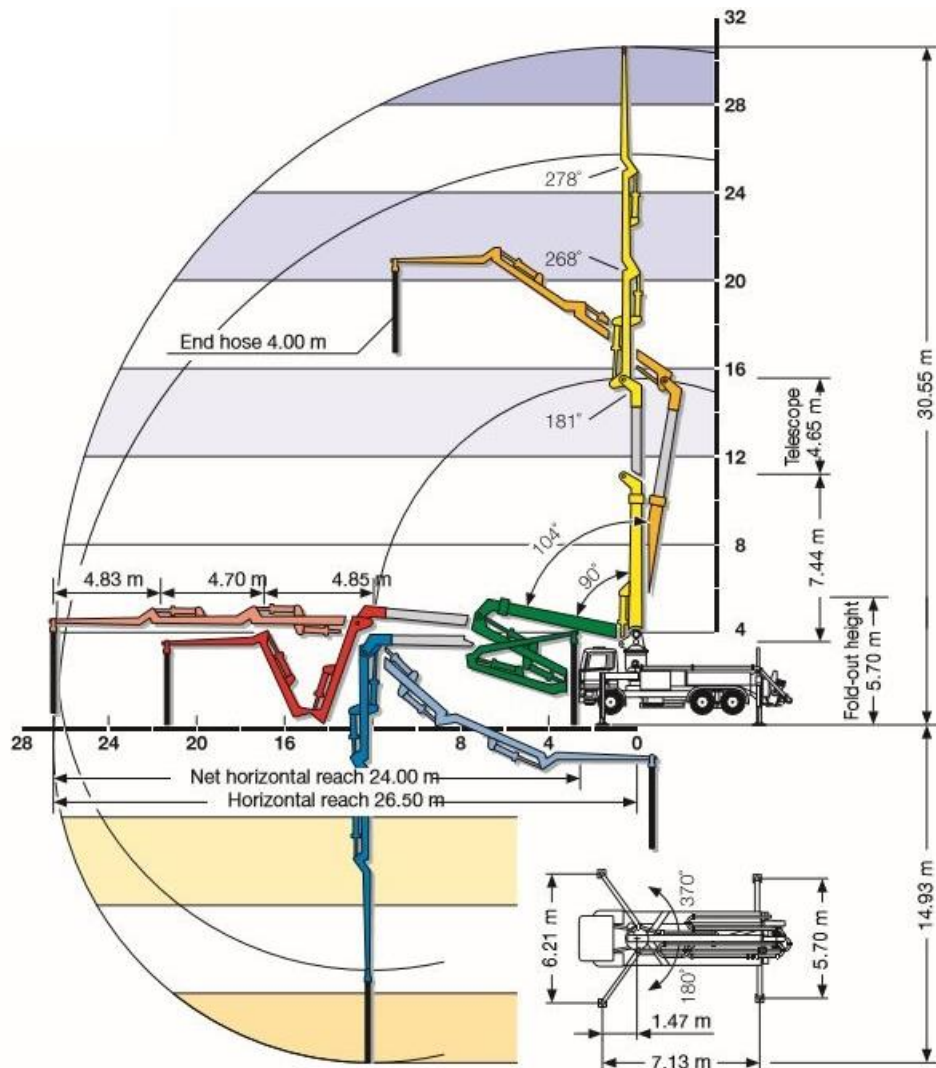 32
28
278°
24
268°
20
End hose 4.00 m
16
181°
Telescope
4.65 m
30.55 m
12
104°
8
90°
7.44 m
4.83 m
4.70 m
4.85 m
4
Fold-out height
5.70 m
28
24
20
16
8
4
0
Net horizontal reach 24.00 m
Horizontal reach 26.50 m
14.93 m
370°
6.21 m
5.70 m
180°
1.47 m
7.13 m